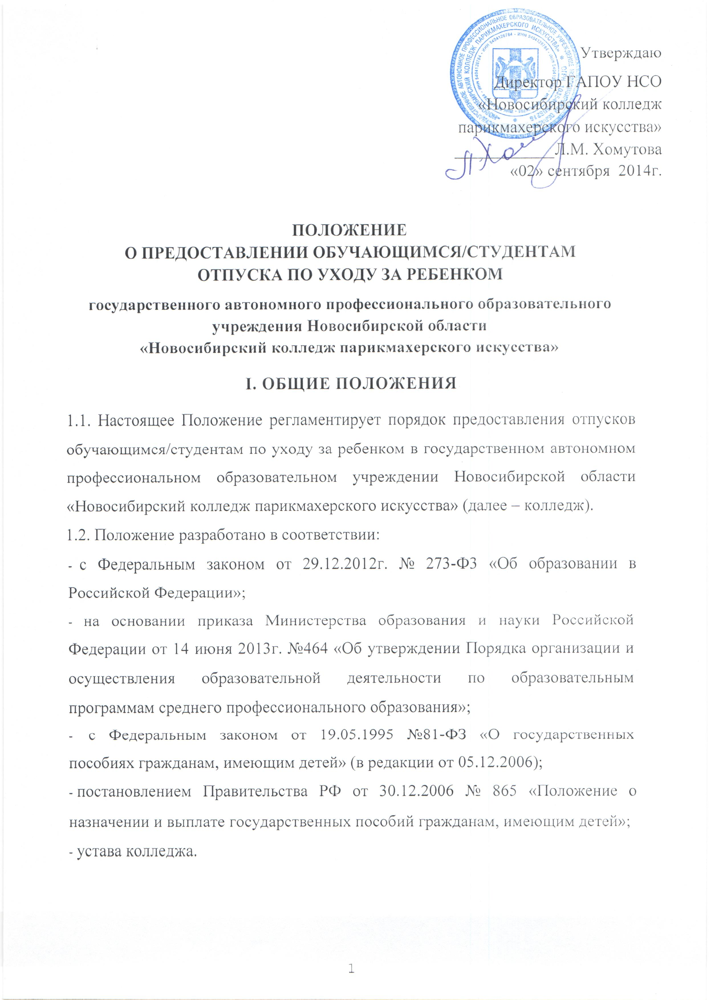 Утверждаю
Директор ГАПОУ НСО
«Новосибирский колледж
парикмахерского искусства»
____________Л.М. Хомутова
«02» сентября 2014г.
ПОЛОЖЕНИЕ
О ПРЕДОСТАВЛЕНИИ ОБУЧАЮЩИМСЯ/СТУДЕНТАМ
ОТПУСКА ПО УХОДУ ЗА РЕБЕНКОМ
государственного автономного профессионального образовательного
учреждения Новосибирской области
«Новосибирский колледж парикмахерского искусства»
I. ОБЩИЕ ПОЛОЖЕНИЯ
1.1. Настоящее Положение регламентирует порядок предоставления отпусков
обучающимся/студентам по уходу за ребенком в государственном автономном
профессиональном образовательном учреждении Новосибирской области
«Новосибирский колледж парикмахерского искусства» (далее – колледж).
1.2. Положение разработано в соответствии:
- с Федеральным законом от 29.12.2012г. № 273-ФЗ «Об образовании в
Российской Федерации»;
- на основании приказа Министерства образования и науки Российской
Федерации от 14 июня 2013г. №464 «Об утверждении Порядка организации и
осуществления образовательной деятельности по образовательным
программам среднего профессионального образования»;
- с Федеральным законом от 19.05.1995 №81-ФЗ «О государственных
пособиях гражданам, имеющим детей» (в редакции от 05.12.2006);
- постановлением Правительства РФ от 30.12.2006 № 865 «Положение о
назначении и выплате государственных пособий гражданам, имеющим детей»;
- устава колледжа.
1